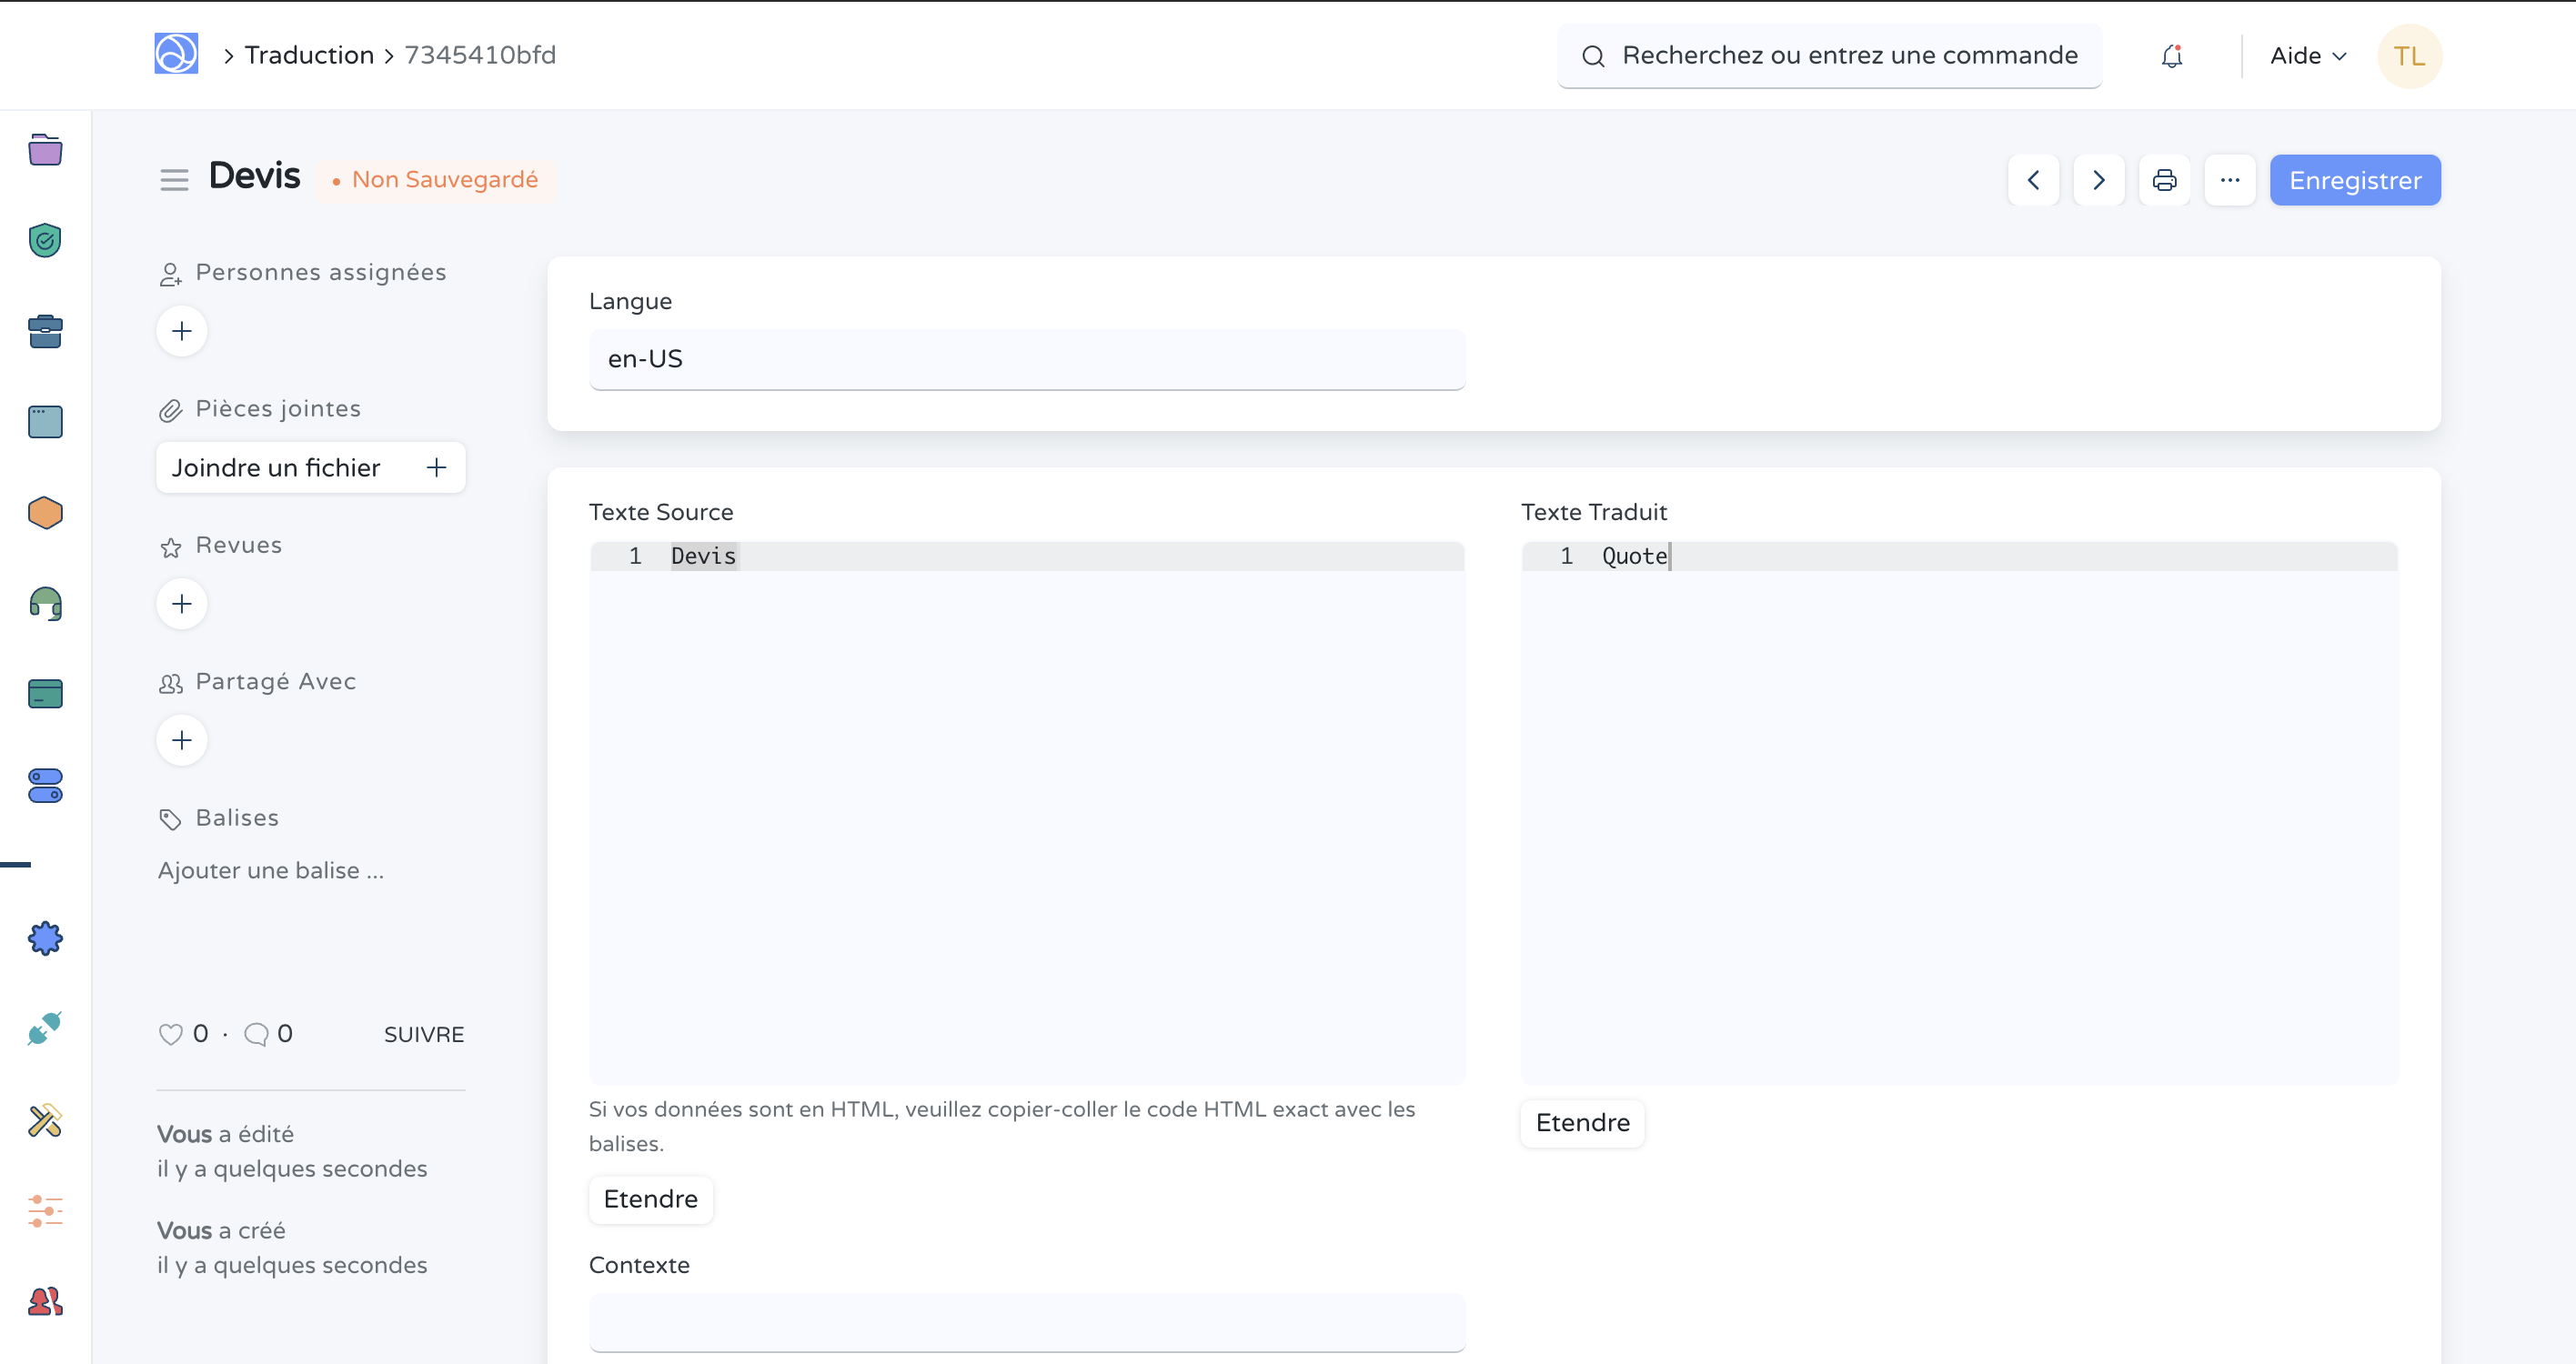 Traduction
7345410bfd
Recherchez ou entrez une commande
Aide
TL
Devis
Non Sauvegardé
Enregistrer
Personnes assignées
Pièces jointes
Joindre un fichier
Revues
Partagé Avec
Balises
Ajouter une balise ...
0 · 0
SUIVRE
Vous a édité
il y a quelques secondes
Vous a créé
il y a quelques secondes
Langue
en-US
Texte Source
1 Devis
Si vos données sont en HTML, veuillez copier-coller le code HTML exact avec les
balises.
Etendre
Contexte
Texte Traduit
1 Quote
Etendre